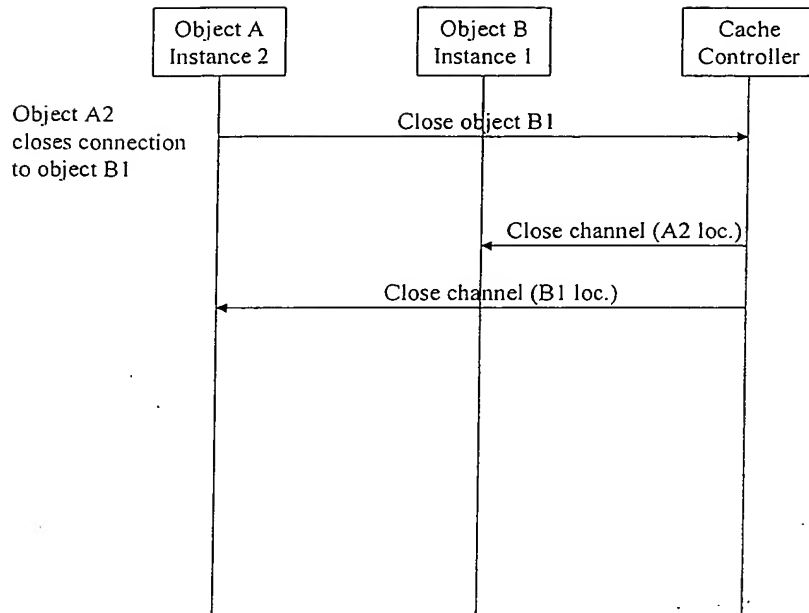 Object A
Instance 2
Object B
Instance 1
Cache
Controller
Object A2
closes connection
to object B1
Close object B1
Close channel (A2 loc.)
Close channel (B1 loc.)